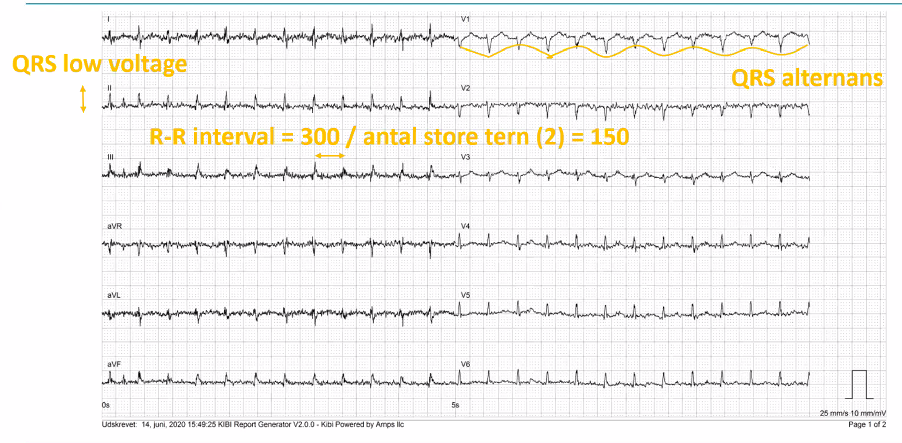 I
V1
QRS low voltage
QRS alternans
II
V2
R-R interval = 300 / antal store tern (2) = 150
III
V3
aVR
V4
aVL
V5
aVF
V6
0s
5s
25 mm/s 10 mm/mV
Udskrevet: 14, juni, 2020 15:49:25 KIBI Report Generator V2.0.0 - Kibi Powered by Amps llc
Page 1 of 2